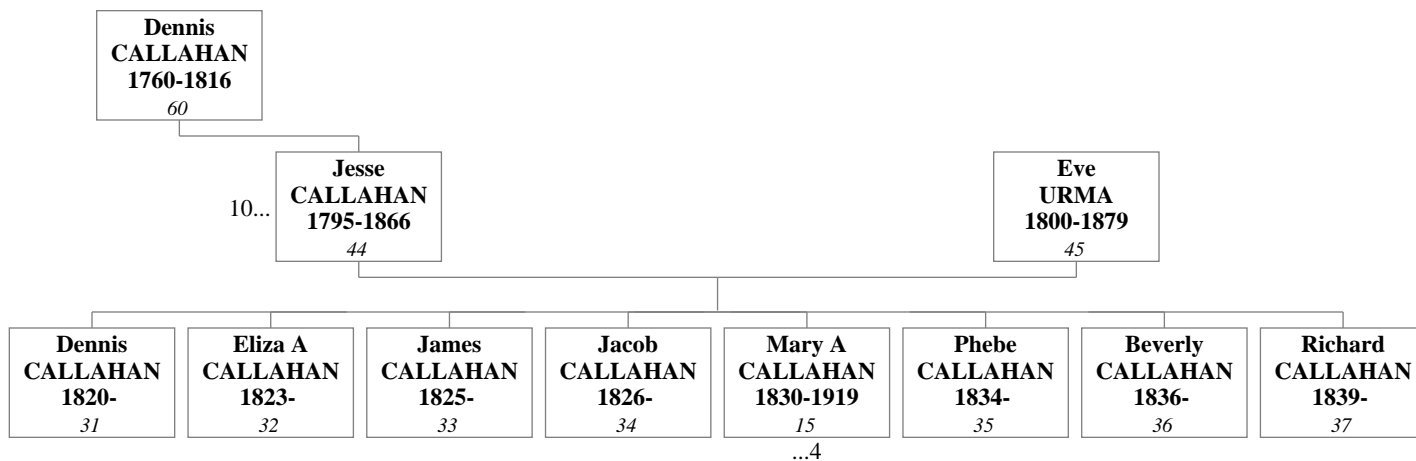 Dennis
CALLAHAN
1760-1816
60
10...
Jesse
CALLAHAN
1795-1866
44
Eve
URMA
1800-1879
45
Dennis
CALLAHAN
1820-
31
Eliza A
CALLAHAN
1823-
32
James
CALLAHAN
1825-
33
Jacob
CALLAHAN
1826-
34
Mary A
CALLAHAN
1830-1919
15
...4
Phebe
CALLAHAN
1834-
35
Beverly
CALLAHAN
1836-
36
Richard
CALLAHAN
1839-
37